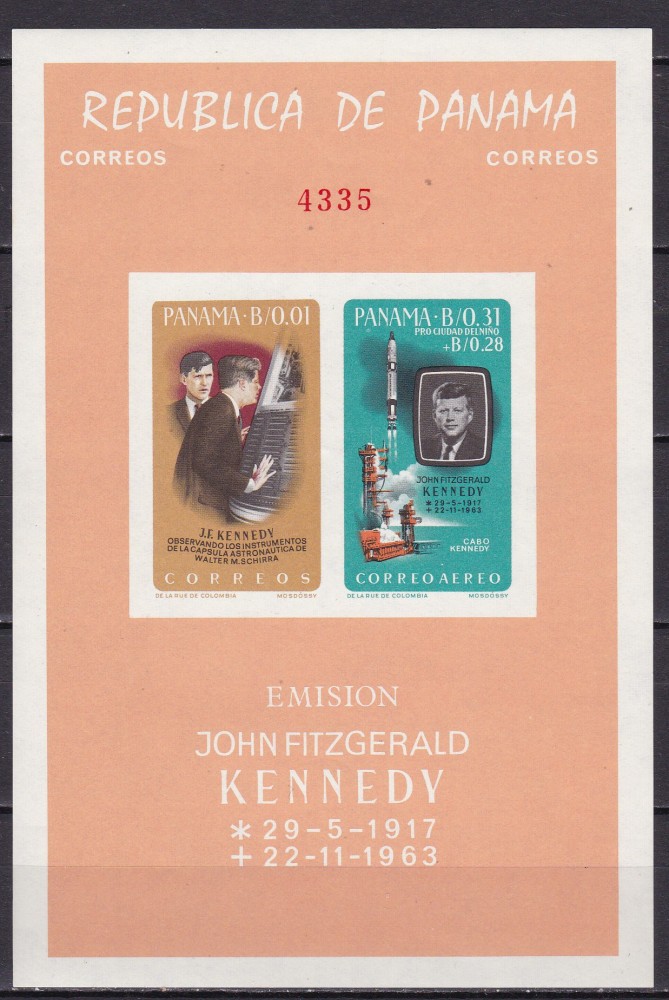 REPUBLICA DE PANAMA
CORREOS CORREOS
4335
PANAMA·B/0.01
J.F. KENNEDY
OBSERVANDO LOS INSTRUMENTOS
DE LA CAPSULA ASTRONAUTICA DE
WALTER M. SCHIRRA
CORREOS
DE LA RUE DE COLOMBIA MOSDÓSSY
PANAMA·B/0.31
PRO CIUDAD DEL NIÑO
+B/0.28
JOHN FITZGERALD
KENNEDY
* 29-5-1917
+ 22-11-1963
CABO
KENNEDY
CORREO AEREO
DE LA RUE DE COLOMBIA MOSDÓSSY
EMISION
JOHN FITZGERALD
KENNEDY
* 29-5-1917
+ 22-11-1963